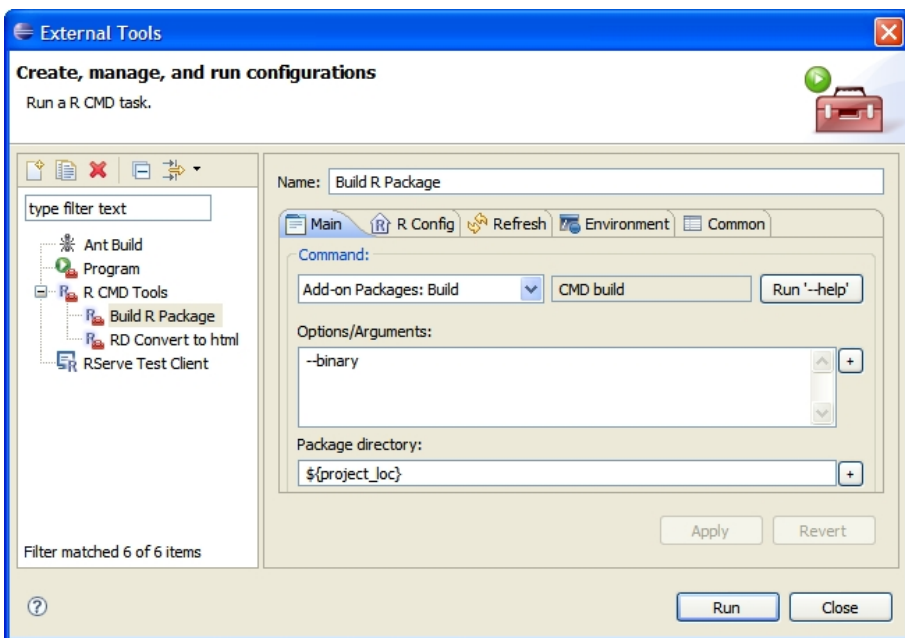 External Tools
Create, manage, and run configurations
Run a R CMD task.
type filter text
Ant Build
Program
R CMD Tools
Build R Package
RD Convert to html
RServe Test Client
Filter matched 6 of 6 items
Name: Build R Package
Main R Config Refresh Environment Common
Command:
Add-on Packages: Build CMD build Run '--help'
Options/Arguments:
--binary
+
Package directory:
${project_loc} +
Apply Revert
? Run Close